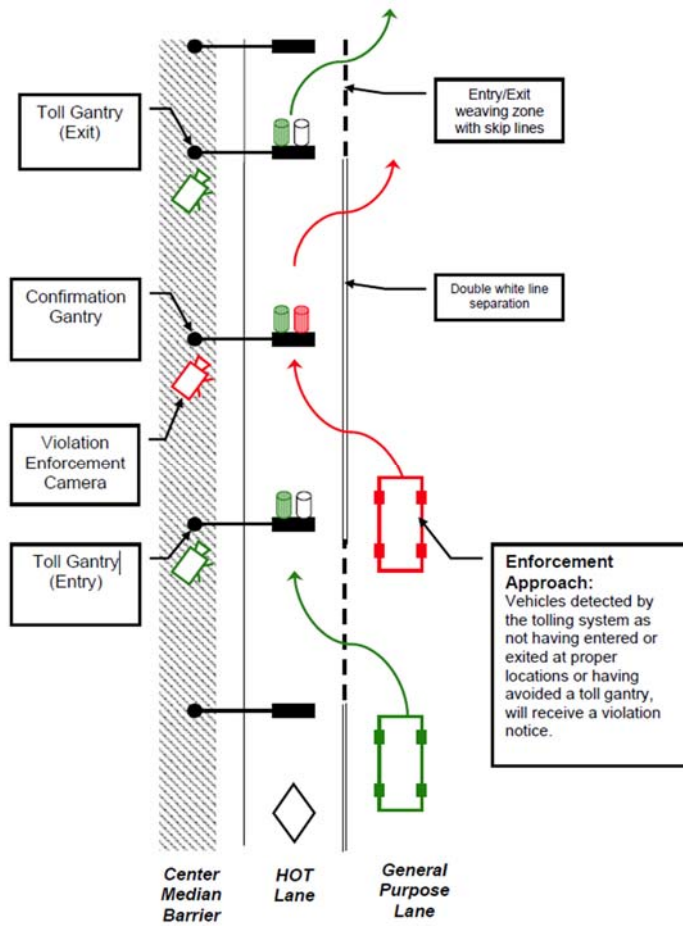 Toll Gantry
(Exit)
Entry/Exit
weaving zone
with skip lines
Confirmation
Gantry
Double white line
separation
Violation
Enforcement
Camera
Toll Gantry
(Entry)
Enforcement
Approach:
Vehicles detected by
the tolling system as
not having entered or
exited at proper
locations or having
avoided a toll gantry,
will receive a violation
notice.
Center
Median
Barrier
HOT
Lane
General
Purpose
Lane